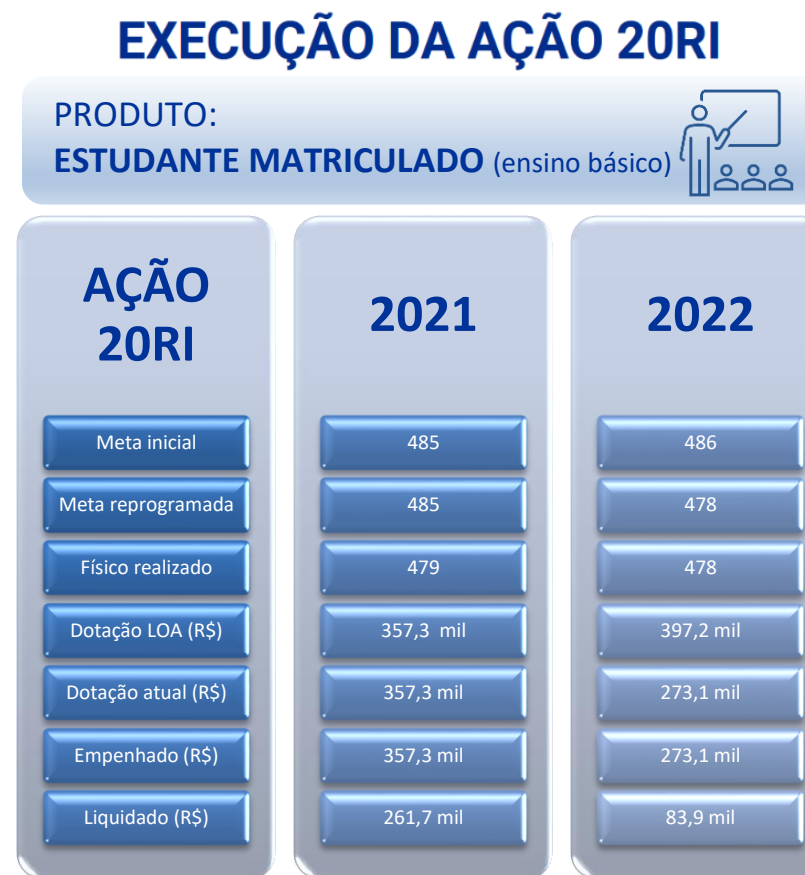 EXECUÇÃO DA AÇÃO 20RI
PRODUTO:
ESTUDANTE MATRICULADO (ensino básico)
AÇÃO
20RI
2021
2022
Meta inicial
485
486
Meta reprogramada
485
478
Físico realizado
479
478
Dotação LOA (R$)
357,3 mil
397,2 mil
Dotação atual (R$)
357,3 mil
273,1 mil
Empenhado (R$)
357,3 mil
273,1 mil
Liquidado (R$)
261,7 mil
83,9 mil